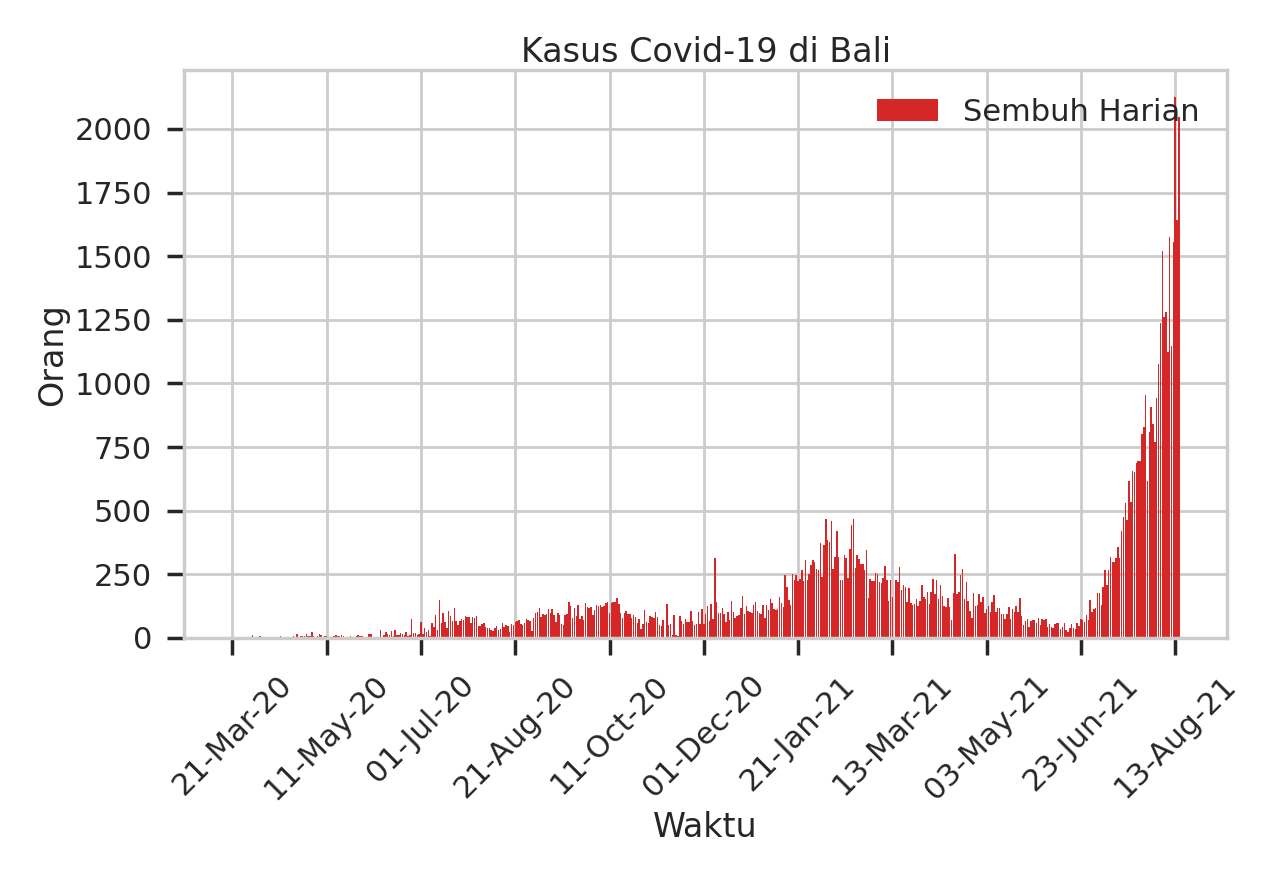 Kasus Covid-19 di Bali
Sembuh Harian
Orang
2000
1750
1500
1250
1000
750
500
250
0
21-Mar-20
11-May-20
01-Jul-20
21-Aug-20
11-Oct-20
01-Dec-20
21-Jan-21
13-Mar-21
03-May-21
23-Jun-21
13-Aug-21
Waktu